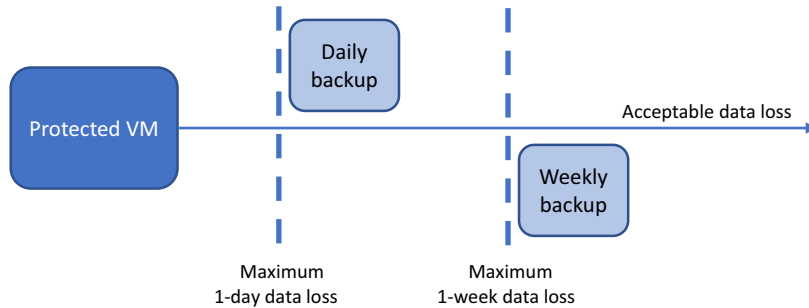 Daily
backup
Protected VM
Acceptable data loss
Weekly
backup
Maximum
1-day data loss
Maximum
1-week data loss